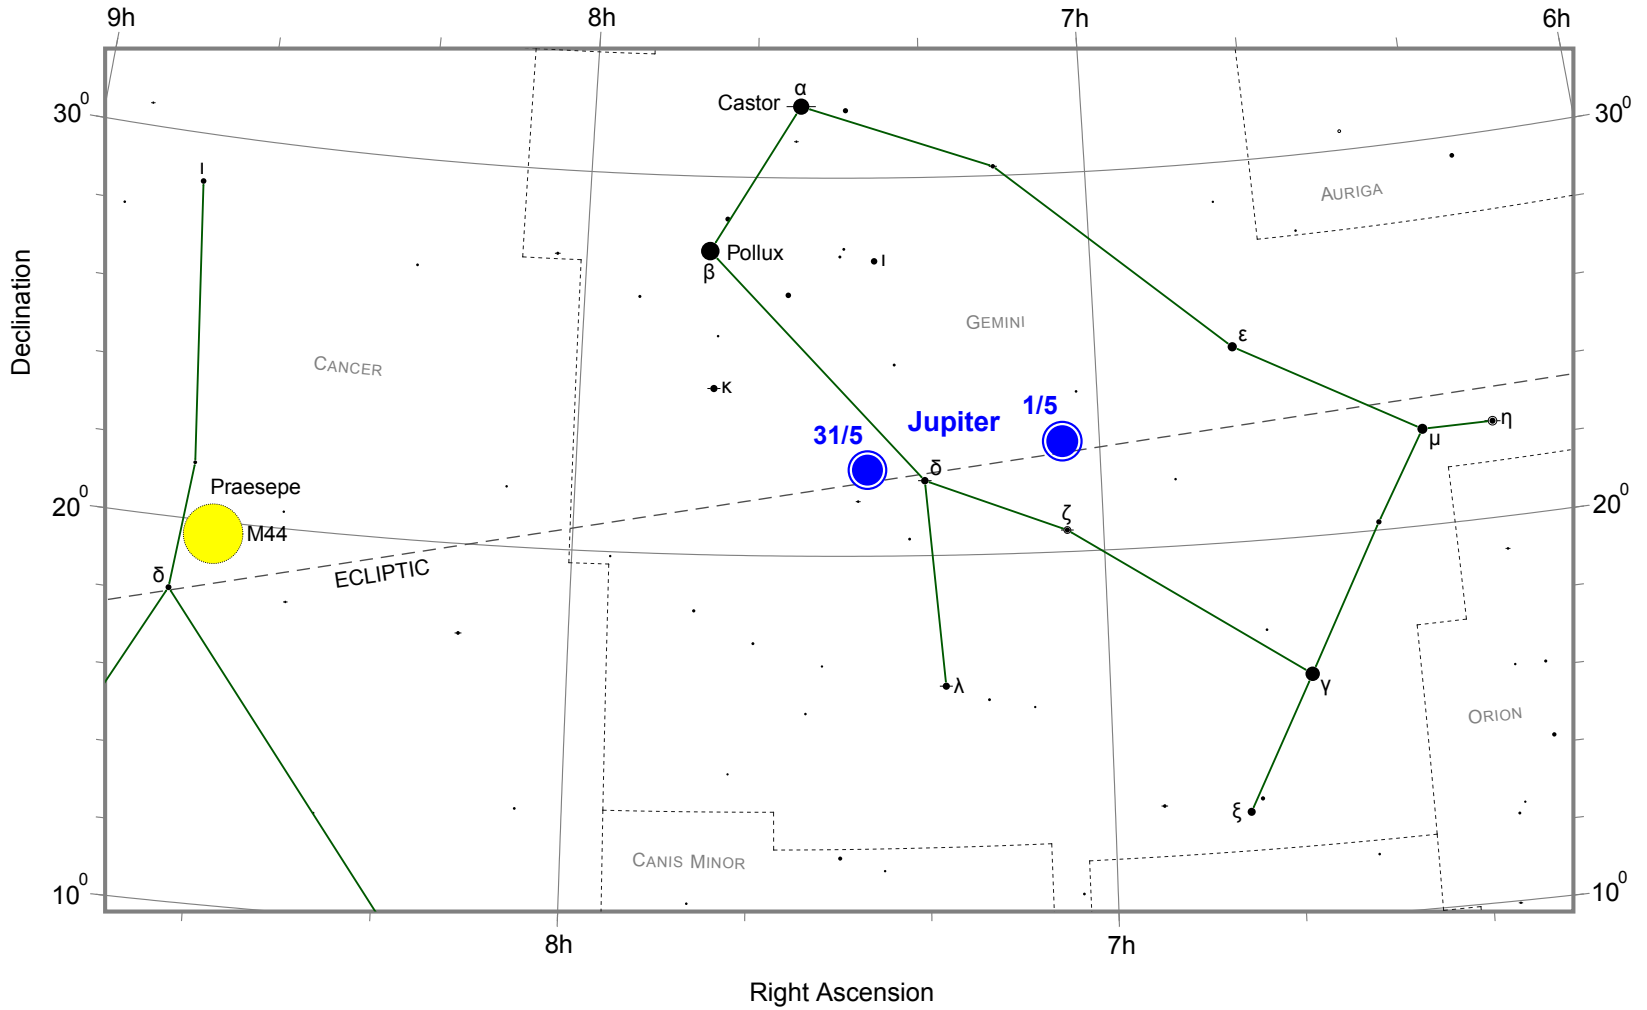 9h 8h 7h 6h
α
Castor
30⁰ 30⁰
ι
AURIGA
Pollux
β
ι
GEMINI
ε
CANCER
κ
1/5
Jupiter
31/5
η
μ
δ
Praesepe
20⁰ 20⁰
ζ
M44
δ
ECLIPTIC
λ
γ
ORION
ξ
CANIS MINOR
10⁰ 10⁰
8h 7h
Declination
Right Ascension